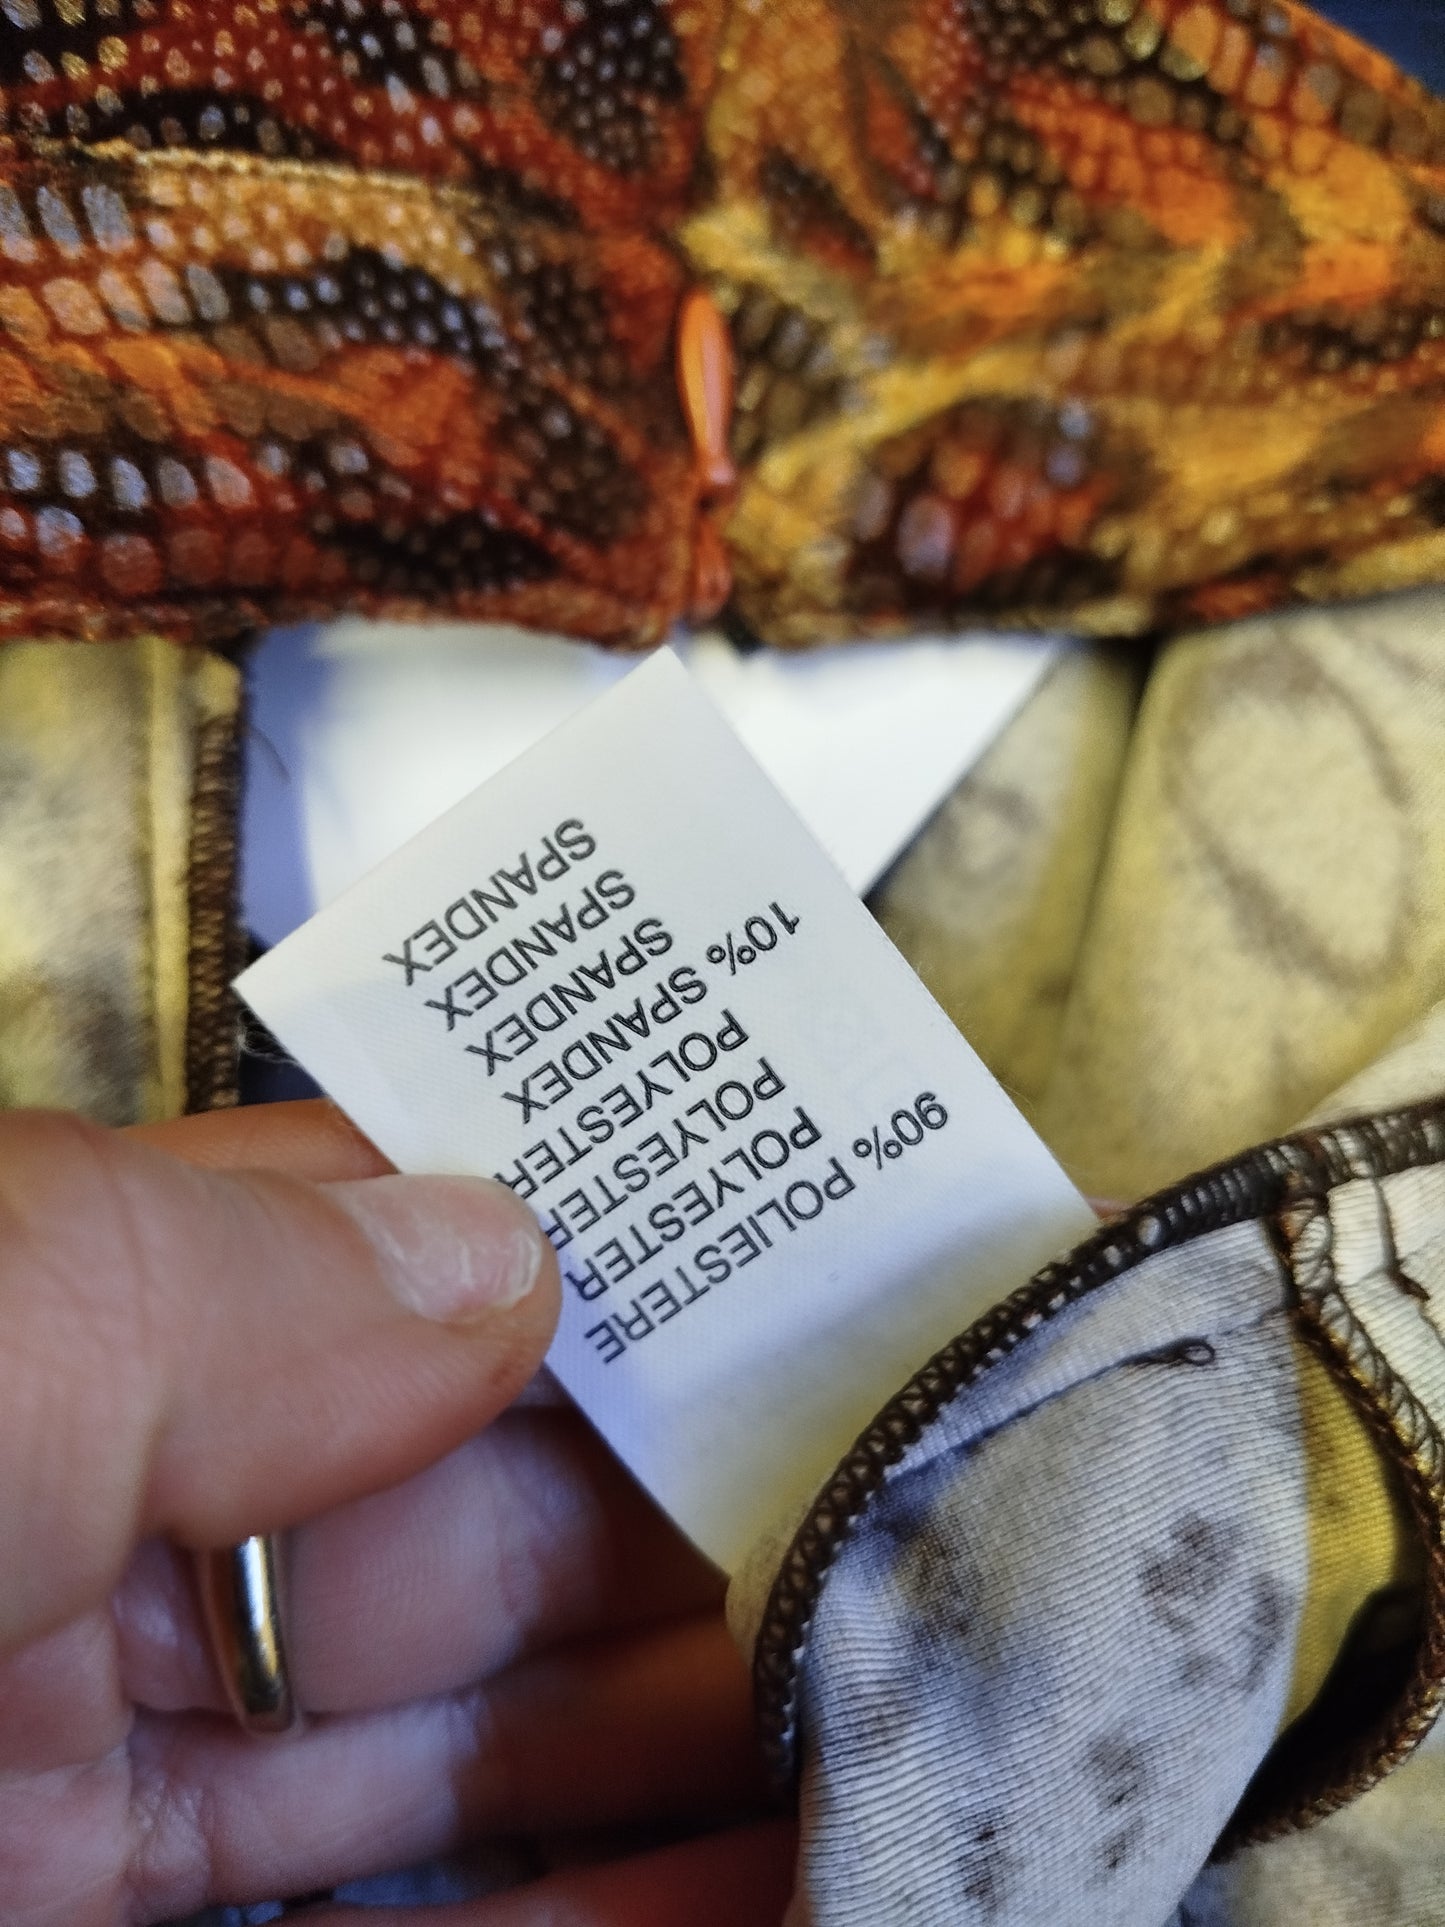 90% POLIESTERE
POLYESTER
POLYESTER
POLYESTER
10% SPANDEX
SPANDEX
SPANDEX
SPANDEX